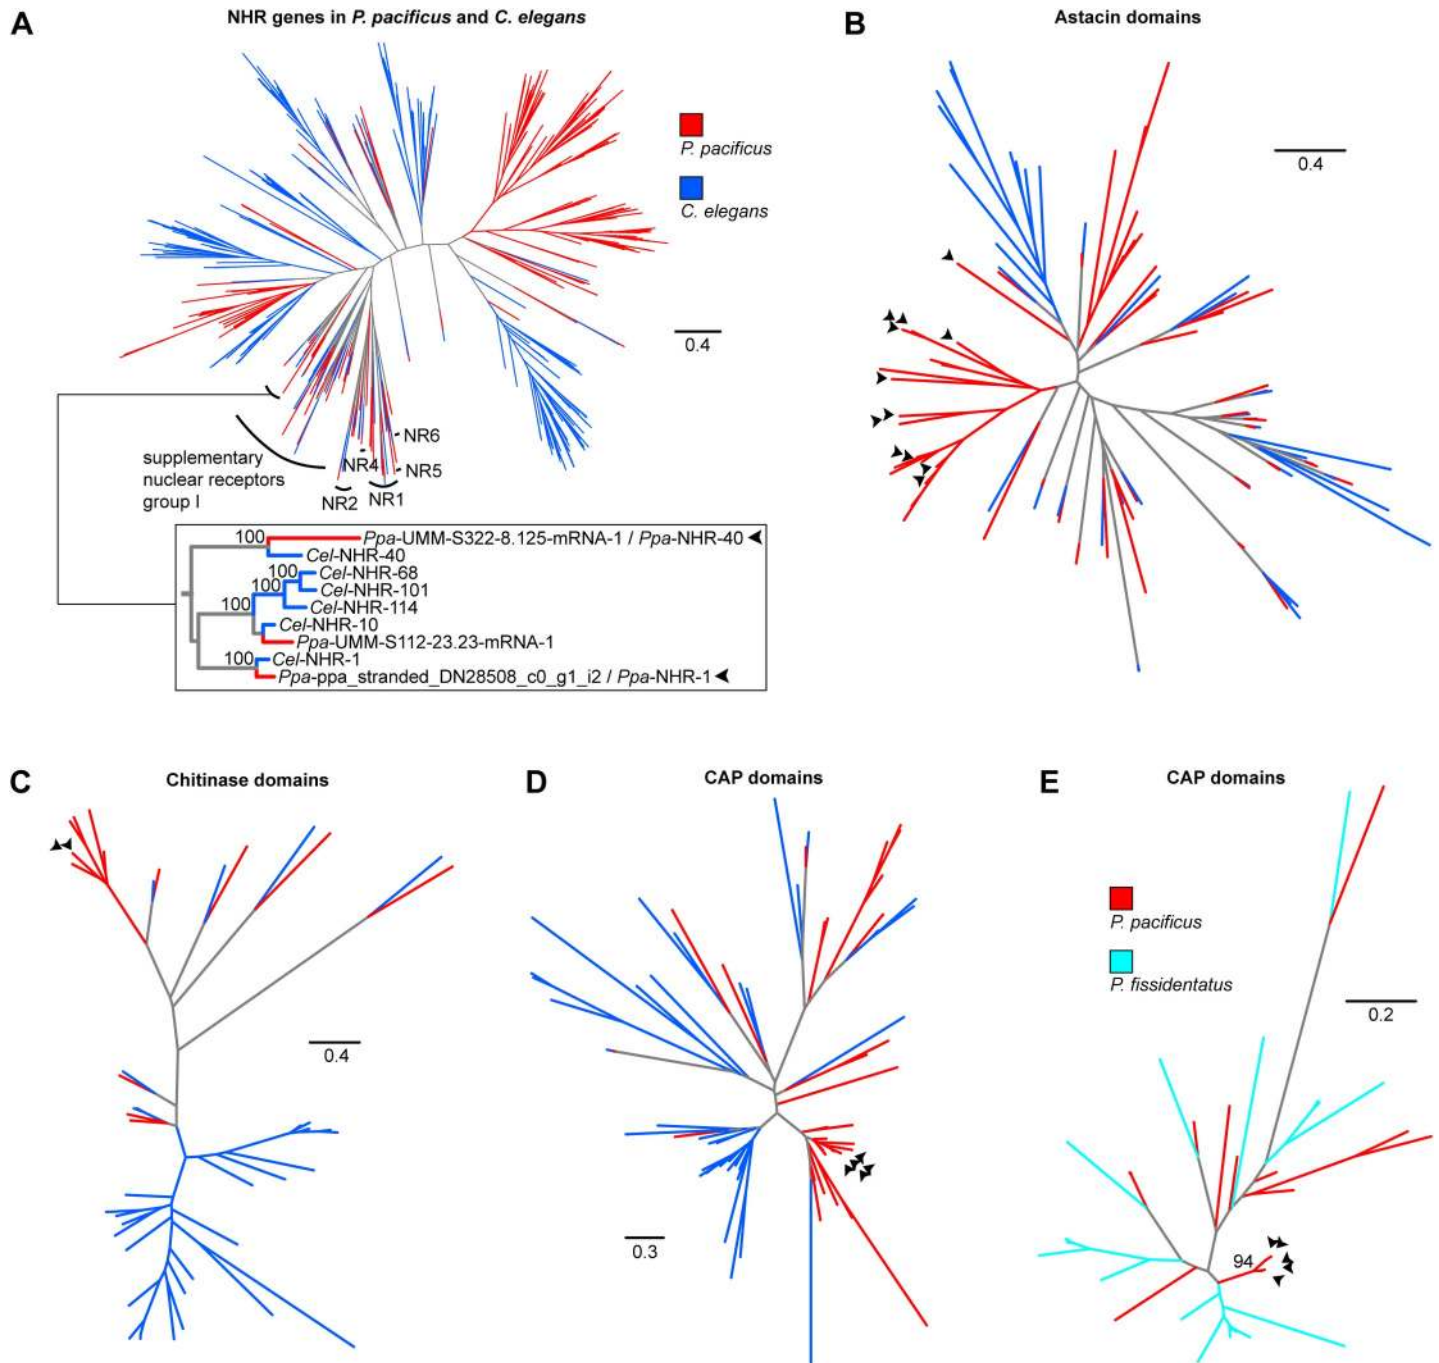 A
NHR genes in P. pacificus and C. elegans
P. pacificus
C. elegans
0.4
supplementary
nuclear receptors
group I
NR6
NR4
NR5
NR2
NR1
100
Ppa-UMM-S322-8.125-mRNA-1 / Ppa-NHR-40
Cel-NHR-40
100
Cel-NHR-68
100
Cel-NHR-101
100
Cel-NHR-114
Cel-NHR-10
Ppa-UMM-S112-23.23-mRNA-1
100
Cel-NHR-1
Ppa-ppa_stranded_DN28508_c0_g1_i2 / Ppa-NHR-1
B
Astacin domains
0.4
C
Chitinase domains
0.4
D
CAP domains
0.3
E
CAP domains
P. pacificus
P. fissidentatus
0.2
94